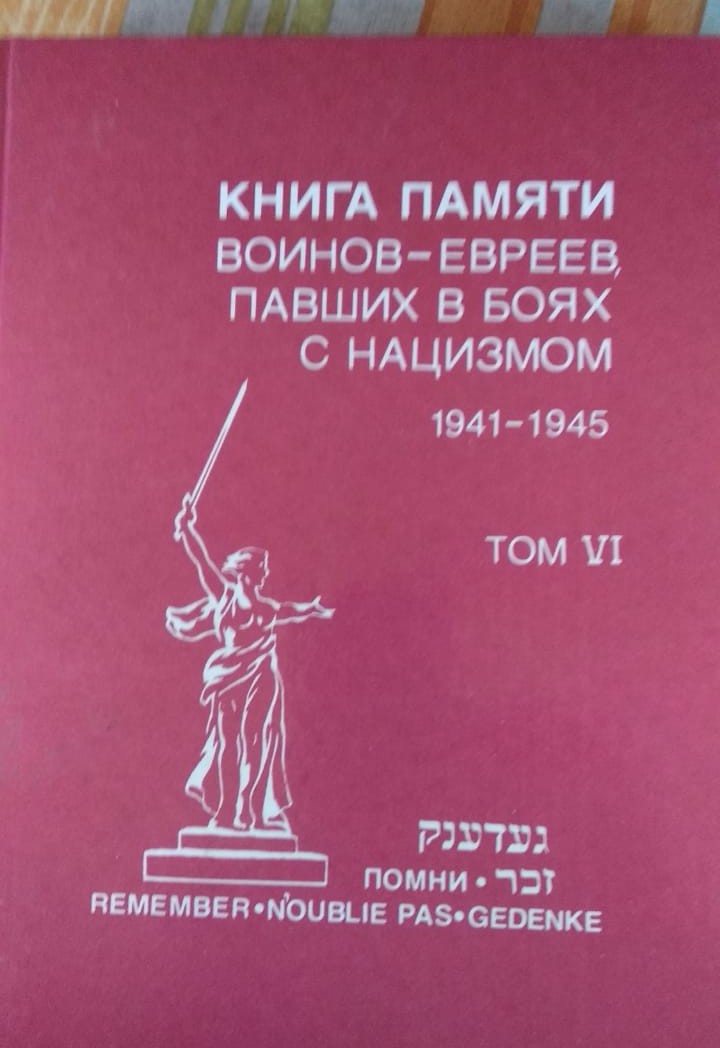 КНИГА ПАМЯТИ
ВОИНОВ-ЕВРЕЕВ,
ПАВШИХ В БОЯХ
С НАЦИЗМОМ
1941-1945
ТОМ VI
געדענק
ПОМНИ • זכר
REMEMBER•N'OUBLIE PAS•GEDENKE